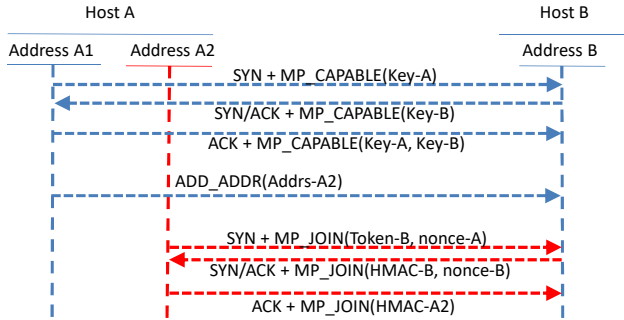 Host A
Host B
Address A1
Address A2
Address B
SYN + MP_CAPABLE(Key-A)
SYN/ACK + MP_CAPABLE(Key-B)
ACK + MP_CAPABLE(Key-A, Key-B)
ADD_ADDR(Addrs-A2)
SYN + MP_JOIN(Token-B, nonce-A)
SYN/ACK + MP_JOIN(HMAC-B, nonce-B)
ACK + MP_JOIN(HMAC-A2)